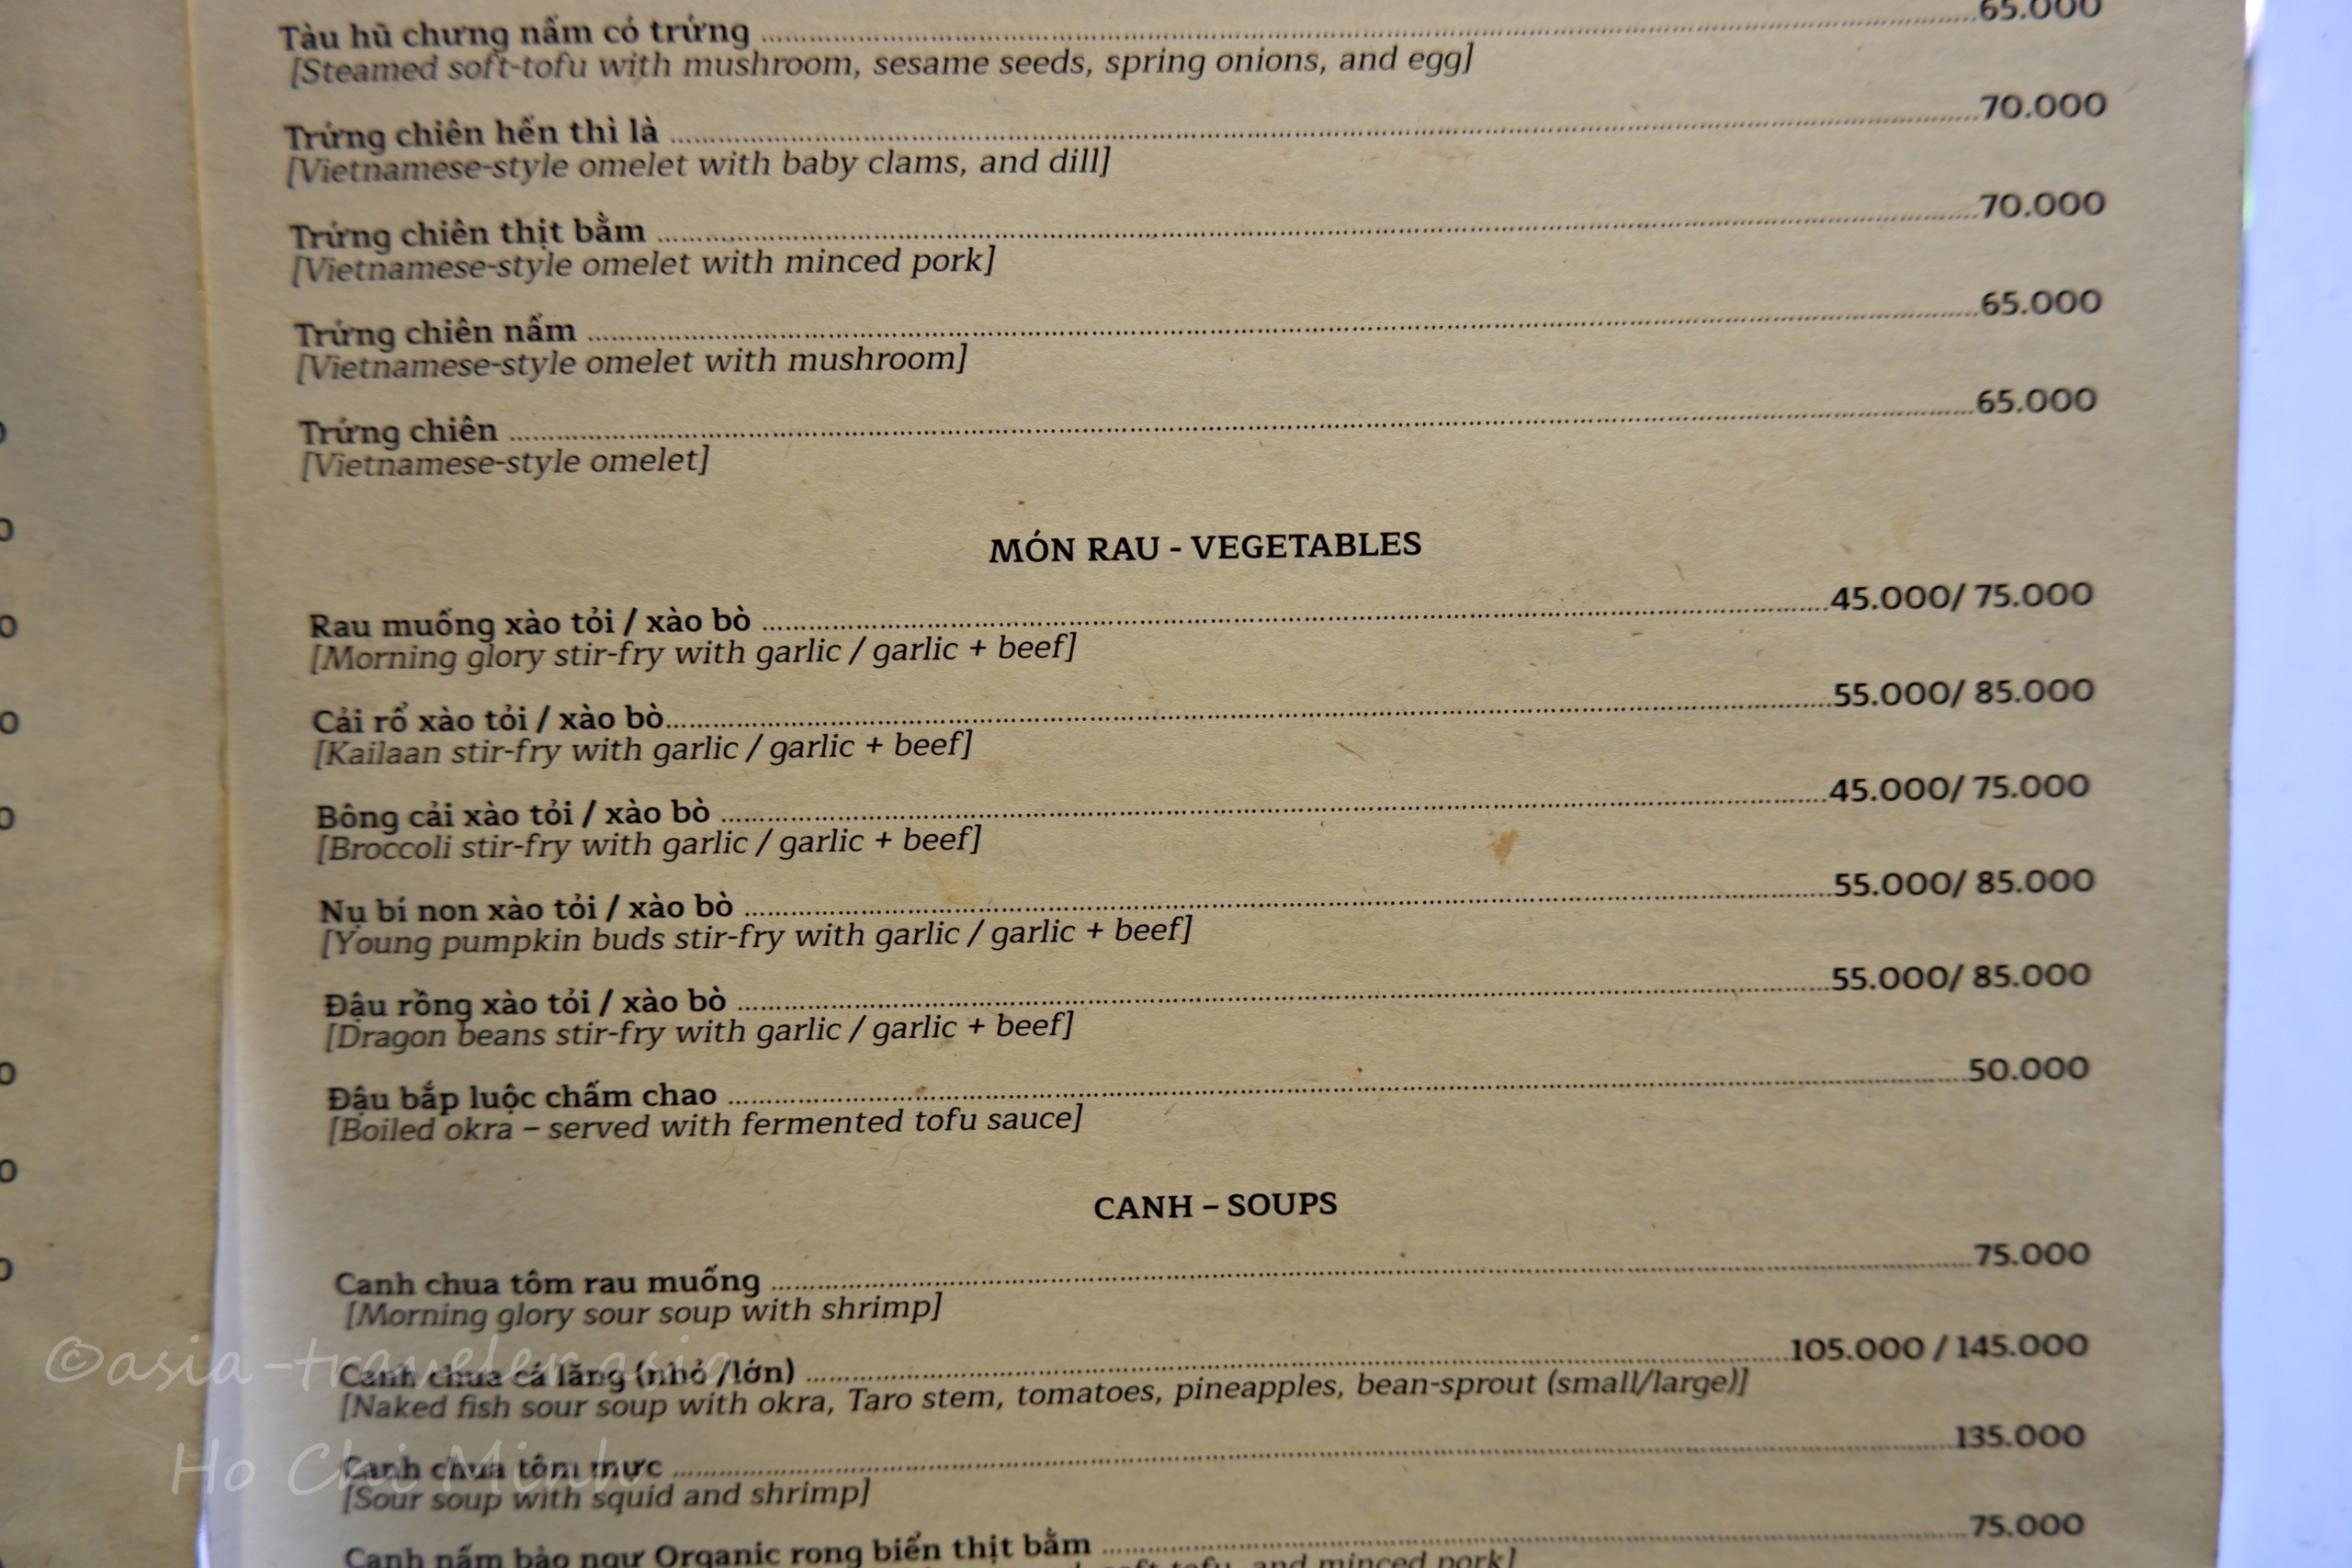 Tàu hũ chưng nấm có trứng ........ 65.000
[Steamed soft-tofu with mushroom, sesame seeds, spring onions, and egg]
Trứng chiên hến thì là ........ 70.000
[Vietnamese-style omelet with baby clams, and dill]
Trứng chiên thịt bằm ........ 70.000
[Vietnamese-style omelet with minced pork]
Trứng chiên nấm ........ 65.000
[Vietnamese-style omelet with mushroom]
Trứng chiên ........ 65.000
[Vietnamese-style omelet]
MÓN RAU - VEGETABLES
Rau muống xào tỏi / xào bò ........ 45.000/ 75.000
[Morning glory stir-fry with garlic / garlic + beef]
Cải rổ xào tỏi / xào bò........ 55.000/ 85.000
[Kailaan stir-fry with garlic / garlic + beef]
Bông cải xào tỏi / xào bò ........ 45.000/ 75.000
[Broccoli stir-fry with garlic / garlic + beef]
Nụ bí non xào tỏi / xào bò ........ 55.000/ 85.000
[Young pumpkin buds stir-fry with garlic / garlic + beef]
Đậu rồng xào tỏi / xào bò ........ 55.000/ 85.000
[Dragon beans stir-fry with garlic / garlic + beef]
Đậu bắp luộc chấm chao ........ 50.000
[Boiled okra – served with fermented tofu sauce]
CANH – SOUPS
Canh chua tôm rau muống ........ 75.000
[Morning glory sour soup with shrimp]
Canh chua cá lăng (nhỏ /lớn) ........ 105.000 / 145.000
[Naked fish sour soup with okra, Taro stem, tomatoes, pineapples, bean-sprout (small/large)]
Canh chua tôm mực ........ 135.000
[Sour soup with squid and shrimp]
Canh nấm bào ngư Organic rong biển thịt bằm ........ 75.000
soft-tofu, and minced pork]
©asia-traveler.asia
Ho Chi Minh